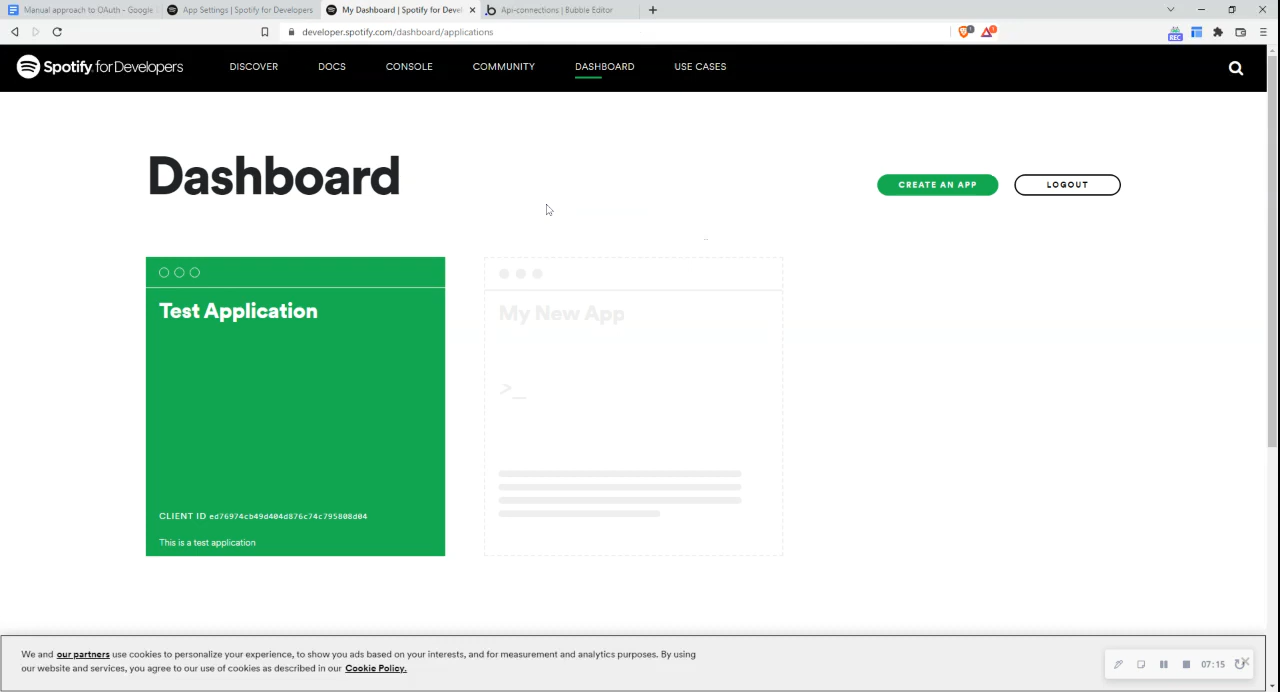 Manual approach to OAuth - Google
App Settings | Spotify for Developers
My Dashboard | Spotify for Devel
Api-connections | Bubble Editor
developer.spotify.com/dashboard/applications
REC
Spotify for Developers
DISCOVER
DOCS
CONSOLE
COMMUNITY
DASHBOARD
USE CASES
Dashboard
CREATE AN APP
LOGOUT
Test Application
My New App
>_
CLIENT ID ed76974cb49d404d876c74c795808d04
This is a test application
We and our partners use cookies to personalize your experience, to show you ads based on your interests, and for measurement and analytics purposes. By using
our website and services, you agree to our use of cookies as described in our Cookie Policy.
07:15